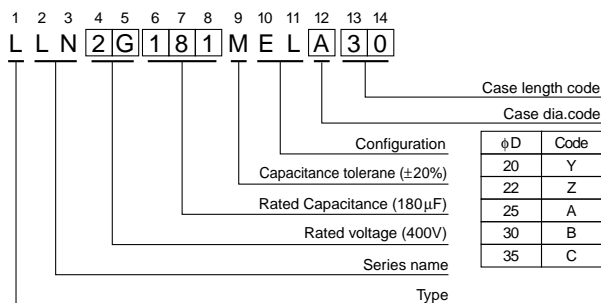 1 2 3 4 5 6 7 8 9 10 11 12 13 14
L L N 2 G 1 8 1 M E L A 3 0
Case length code
Case dia.code
Configuration
Capacitance tolerane (±20%)
Rated Capacitance (180µF)
Rated voltage (400V)
Series name
Type
ϕD Code
20 Y
22 Z
25 A
30 B
35 C